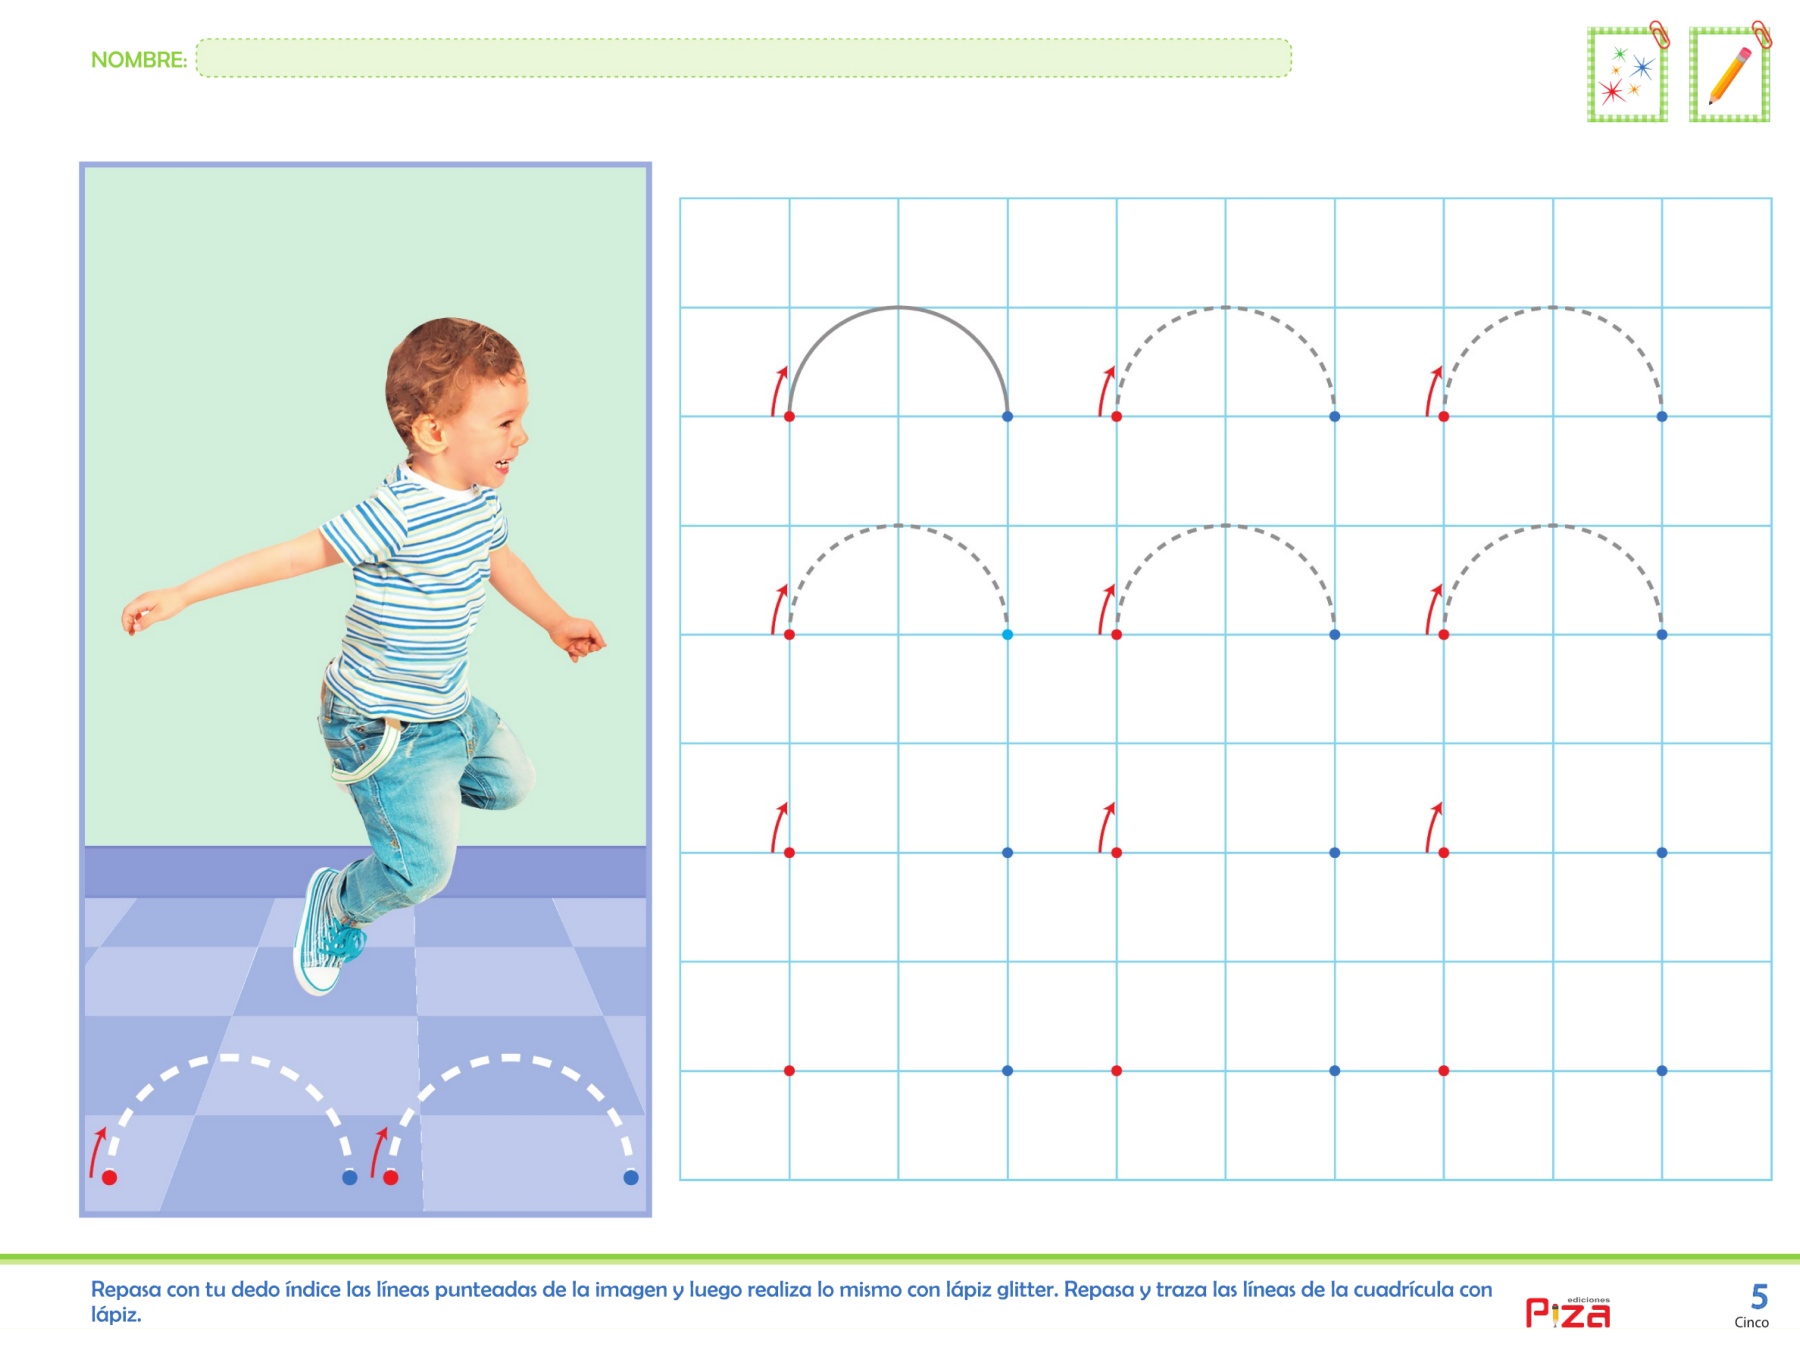 NOMBRE:
Repasa con tu dedo índice las líneas punteadas de la imagen y luego realiza lo mismo con lápiz glitter. Repasa y traza las líneas de la cuadrícula con
lápiz.
ediciones
Piza
5
Cinco